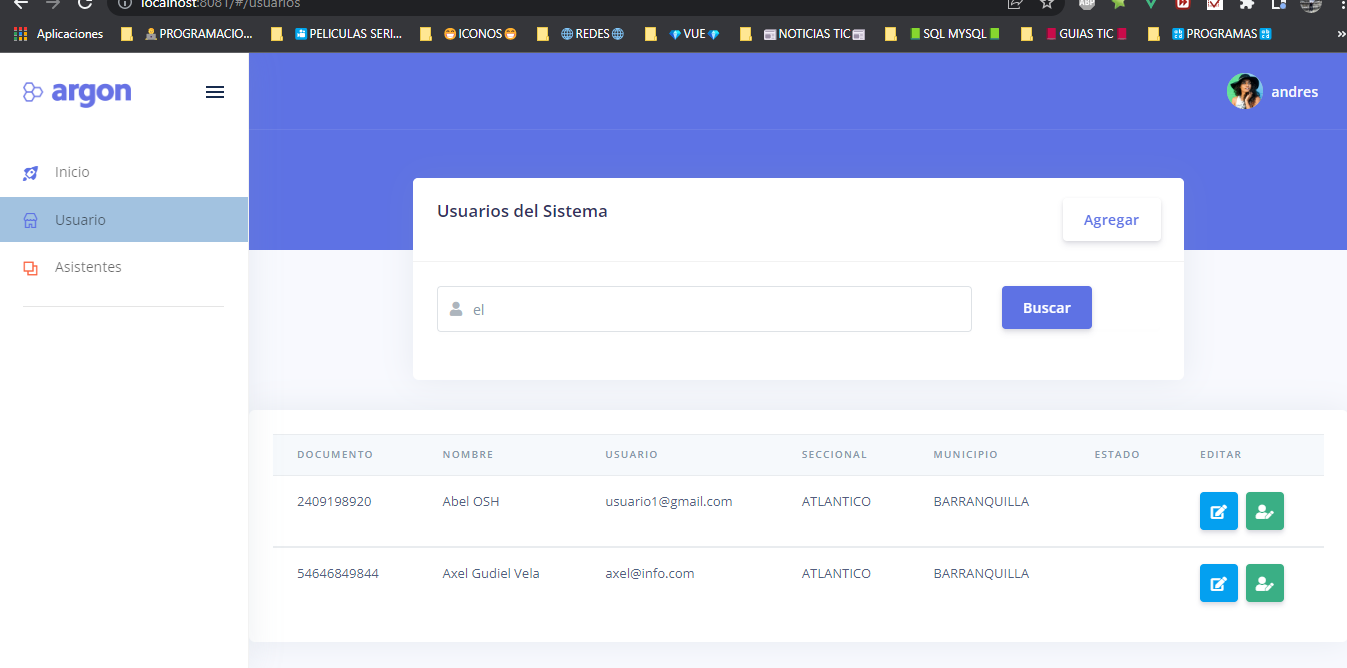 localhost:8081/#/usuarios
ABP
Aplicaciones
PROGRAMACIO...
PELICULAS SERI...
ICONOS
REDES
VUE
NOTICIAS TIC
SQL MYSQL
GUIAS TIC
PROGRAMAS
»
argon
andres
Inicio
Usuario
Asistentes
Usuarios del Sistema
Agregar
el
Buscar
DOCUMENTO NOMBRE USUARIO SECCIONAL MUNICIPIO ESTADO EDITAR
2409198920 Abel OSH usuario1@gmail.com ATLANTICO BARRANQUILLA
54646849844 Axel Gudiel Vela axel@info.com ATLANTICO BARRANQUILLA